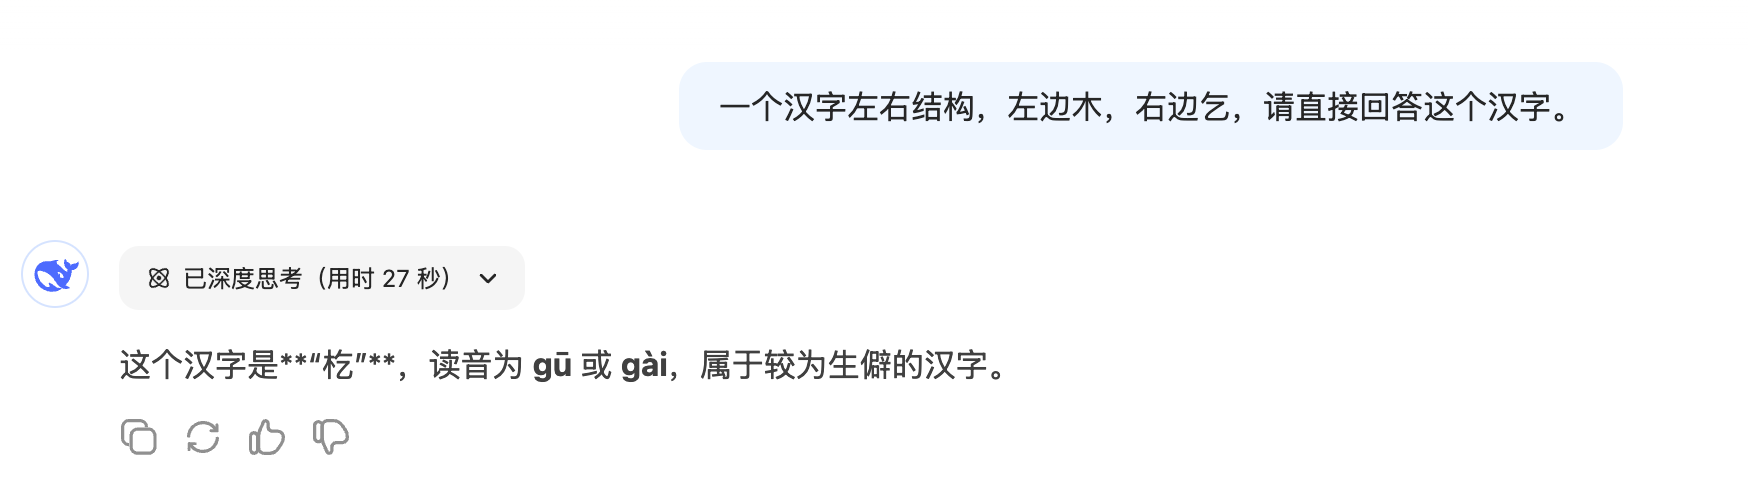 一个汉字左右结构，左边木，右边乞，请直接回答这个汉字。
已深度思考（用时 27 秒）
这个汉字是**“杚”**，读音为 gū 或 gài，属于较为生僻的汉字。